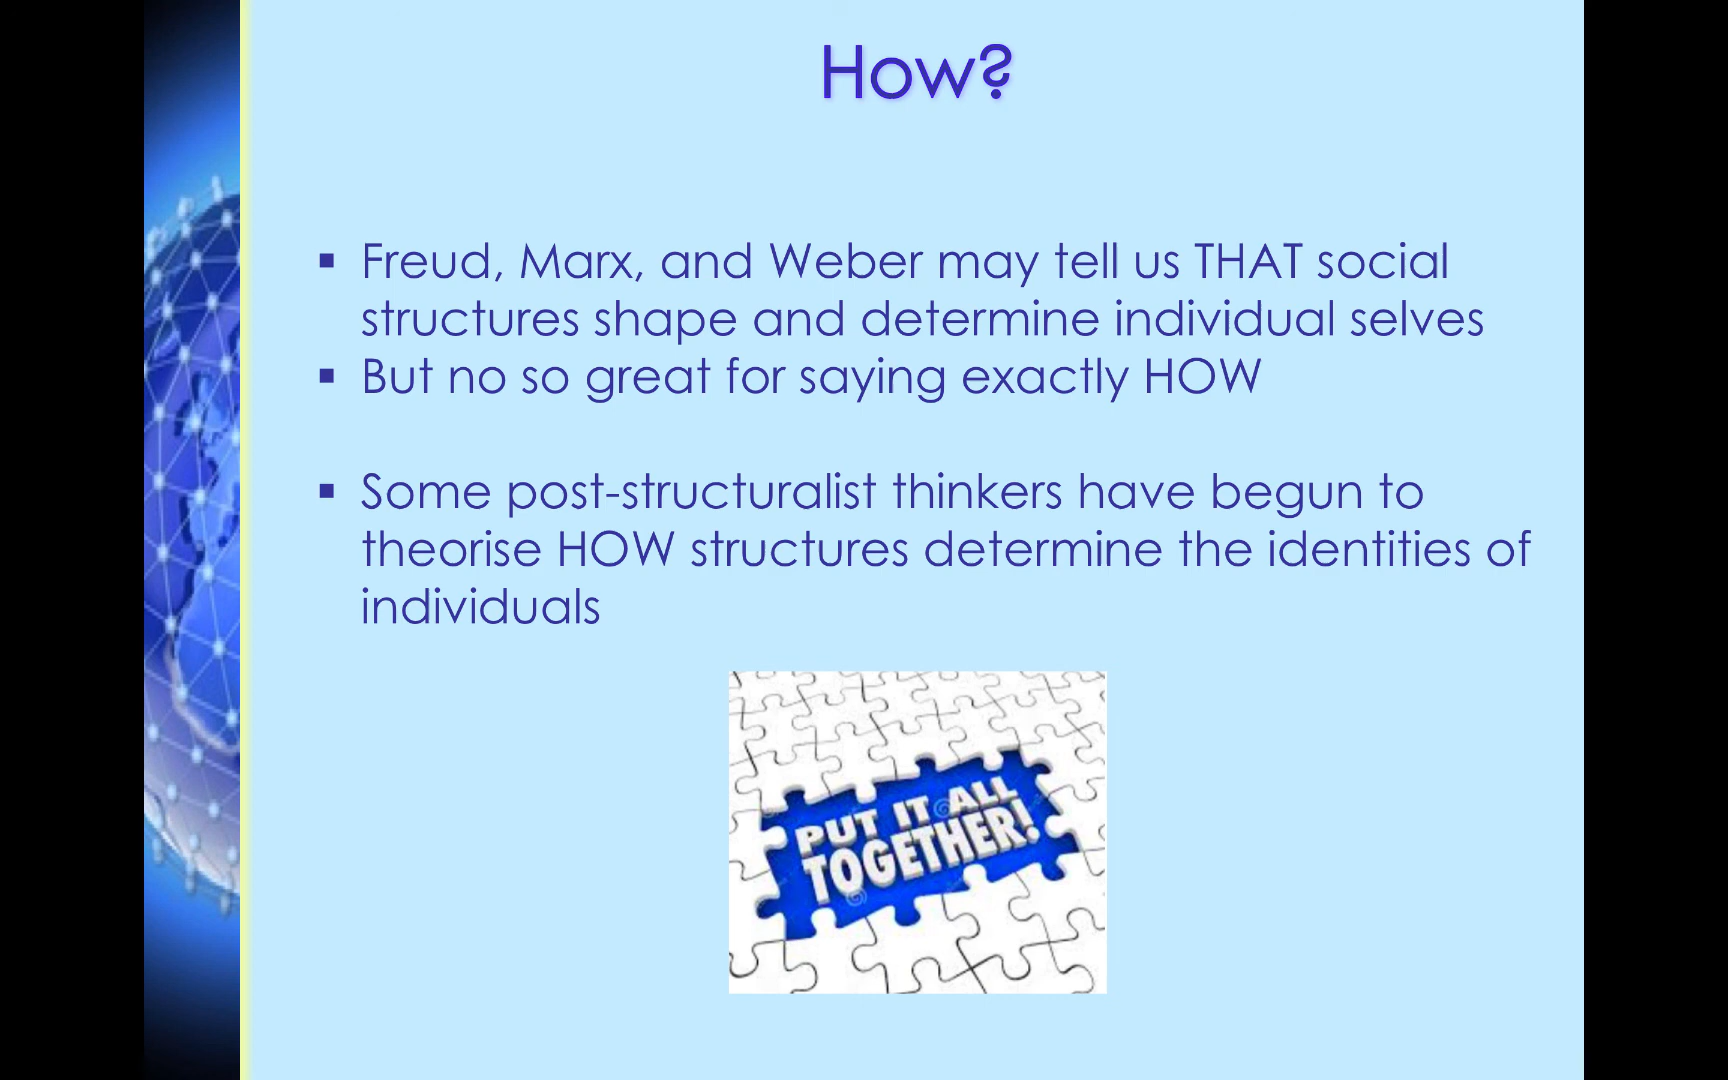 How?
▪ Freud, Marx, and Weber may tell us THAT social
structures shape and determine individual selves
▪ But no so great for saying exactly HOW
▪ Some post-structuralist thinkers have begun to
theorise HOW structures determine the identities of
individuals
PUT IT ALL
TOGETHER!